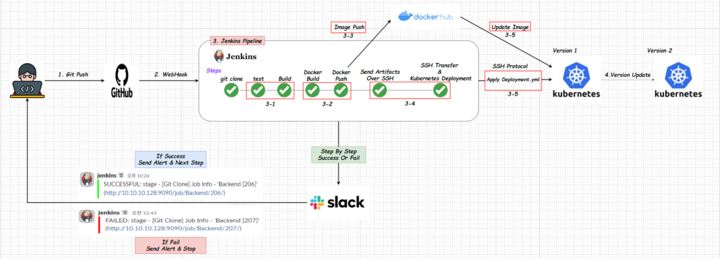 dockerhub
Image Push
3-3
Update Image
3-5
3. Jenkins Pipeline
Jenkins
Steps
git clone
test
Build
Docker
Build
Docker
Push
Send Artifacts
Over SSH
SSH Transfer
&
Kubernetes Deployment
3-1
3-2
3-4
1. Git Push
GitHub
2. WebHook
SSH Protocol
Apply Deployment.yml
3-5
Version 1
kubernetes
4.Version Update
Version 2
kubernetes
Step By Step
Success Or Fail
slack
If Success
Send Alert & Next Step
jenkins 앱 오전 10:24
SUCCESSFUL: stage - [Git Clone] Job Info - 'Backend [206]'
(http://10.10.10.128:9090/job/Backend/206/)
jenkins 앱 오전 12:43
FAILED: stage - [Git Clone] Job Info - 'Backend [207]'
(http://10.10.10.128:9090/job/Backend/207/)
If Fail
Send Alert & Stop